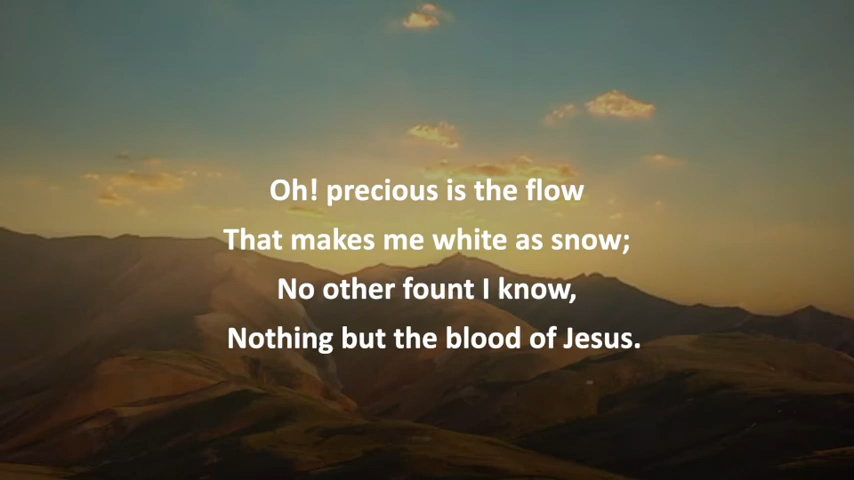 Oh! precious is the flow
That makes me white as snow;
No other fount I know,
Nothing but the blood of Jesus.